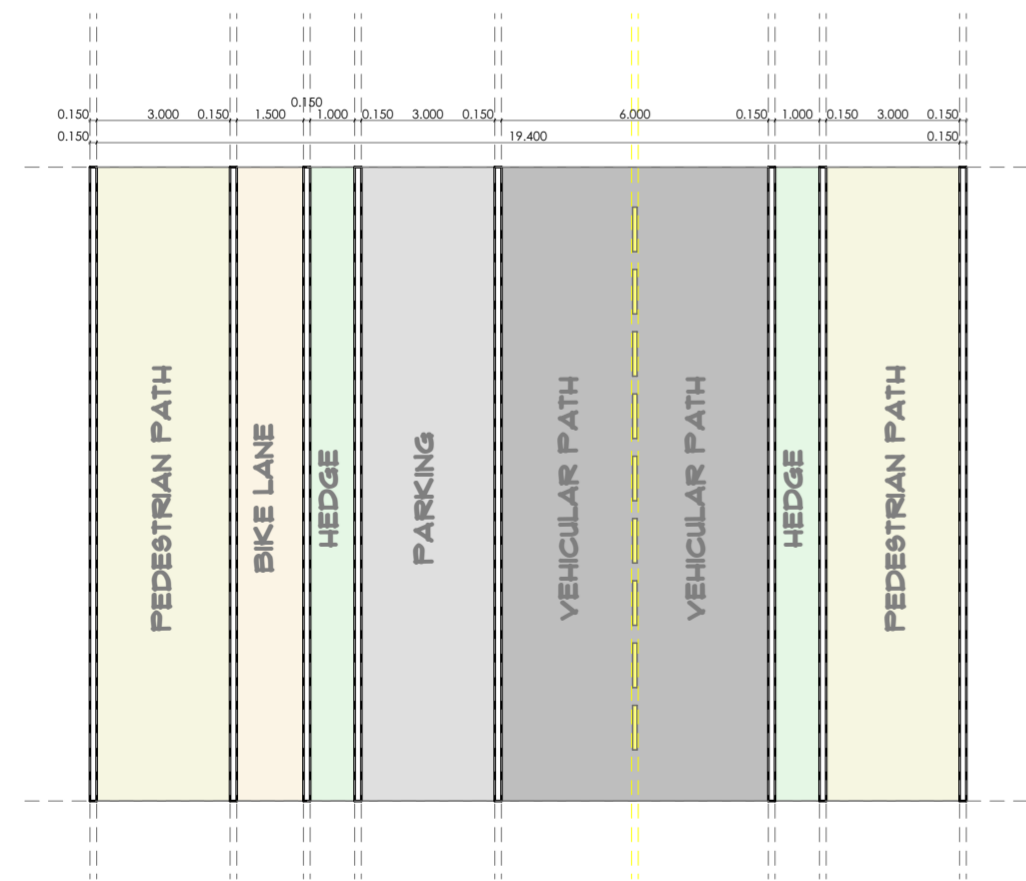 0.150
0.150 3.000 0.150 1.500 1.000 0.150 3.000 0.150 6.000 0.150 1.000 0.150 3.000 0.150
0.150 19.400 0.150
PEDESTRIAN PATH
BIKE LANE
HEDGE
PARKING
VEHICULAR PATH
VEHICULAR PATH
HEDGE
PEDESTRIAN PATH